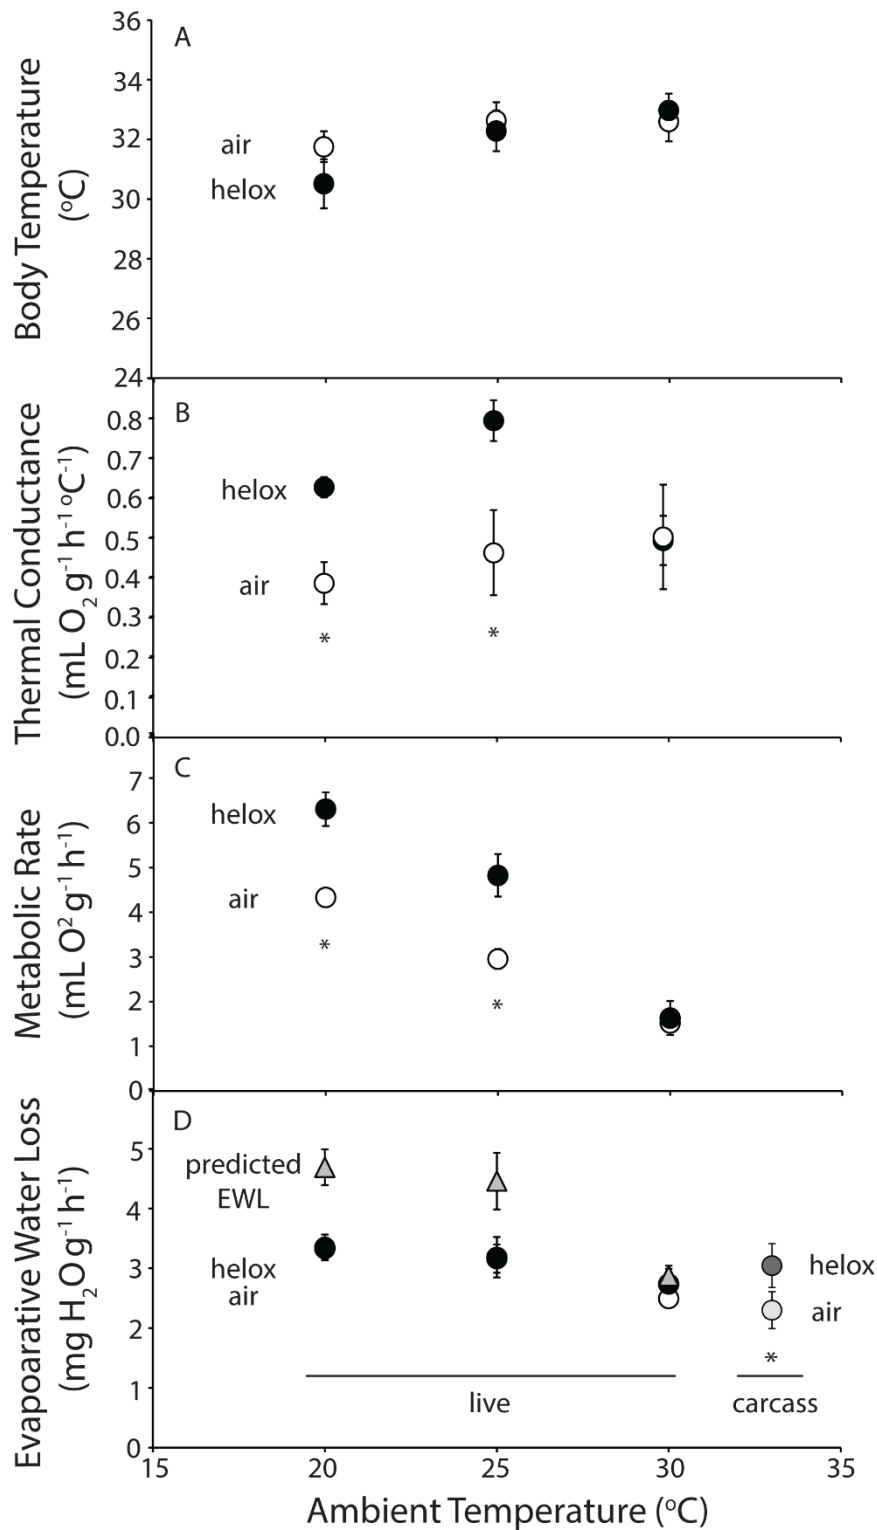 A
Body Temperature
(oC)
36
34
32
30
28
26
24
air
helox
B
Thermal Conductance
(mL O2 g-1 h-1 oC-1)
0.8
0.7
0.6
0.5
0.4
0.3
0.2
0.1
0.0
helox
air
*
*
C
Metabolic Rate
(mL O2 g-1 h-1)
7
6
5
4
3
2
1
0
helox
air
*
*
D
Evapoarative Water Loss
(mg H2O g-1 h-1)
5
4
3
2
1
0
predicted
EWL
helox
air
helox
air
*
live
carcass
15
20
25
30
35
Ambient Temperature (oC)